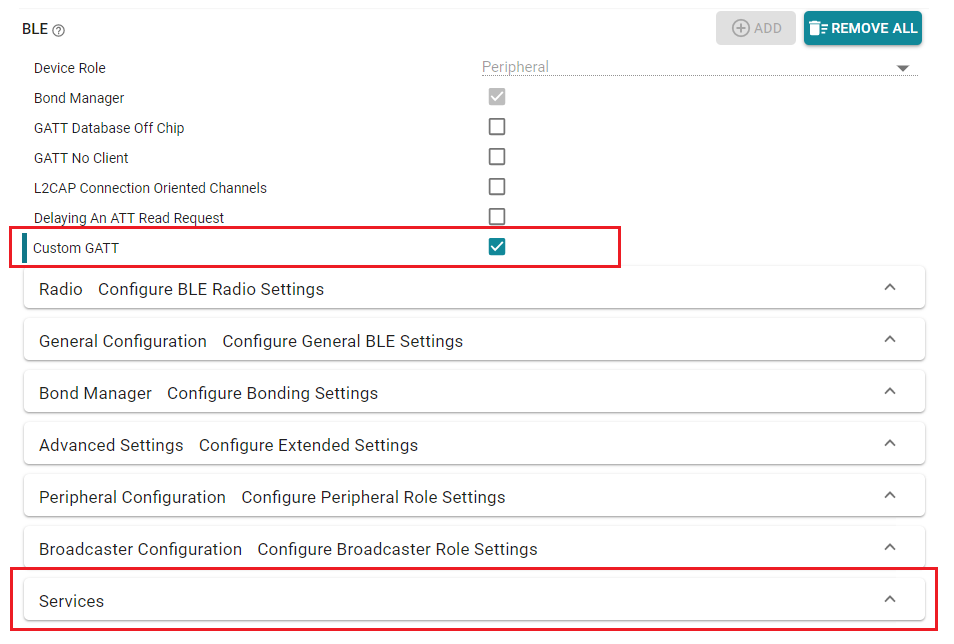 BLE ?
ADD
REMOVE ALL
Device Role Peripheral
Bond Manager
GATT Database Off Chip
GATT No Client
L2CAP Connection Oriented Channels
Delaying An ATT Read Request
Custom GATT
Radio Configure BLE Radio Settings
General Configuration Configure General BLE Settings
Bond Manager Configure Bonding Settings
Advanced Settings Configure Extended Settings
Peripheral Configuration Configure Peripheral Role Settings
Broadcaster Configuration Configure Broadcaster Role Settings
Services